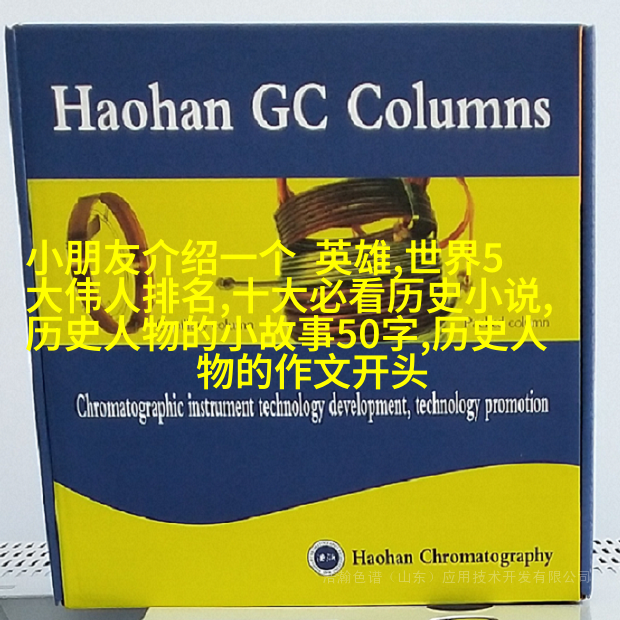 Haohan GC Columns
小朋友介绍一个 英雄,世界5
大伟人排名,十大必看历史小说,
历史人物的小故事50字,历史人
物的作文开头
column
Packed column
Chromatographic instrument technology development, technology promotion
Haohan Chromatography
浩瀚色谱（山东）应用技术开发有限公司